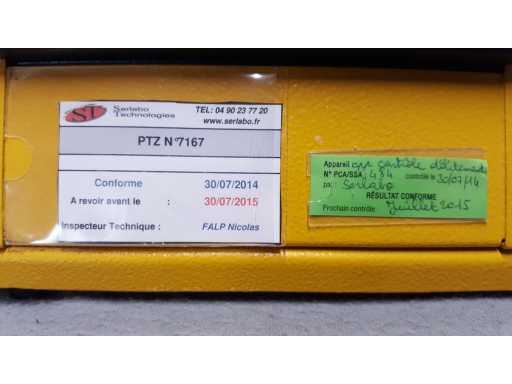 ST Serlabo Technologies
TEL: 04 90 23 77 20
www.serlabo.fr
PTZ N°7167
Conforme 30/07/2014
A revoir avant le : 30/07/2015
Inspecteur Technique : FALP Nicolas
Appareil
N° PCA/SSA 484 contrôlé le 30/07/14
par Serlabo
RÉSULTAT CONFORME
Prochain contrôle Juillet 2015